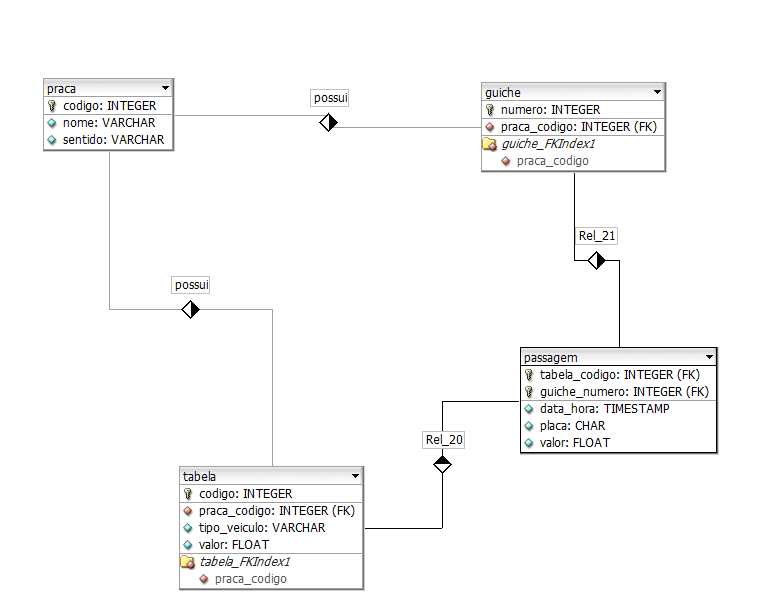 praca
codigo: INTEGER
nome: VARCHAR
sentido: VARCHAR
possui
guiche
numero: INTEGER
praca_codigo: INTEGER (FK)
guiche_FKIndex1
praca_codigo
Rel_21
possui
passagem
tabela_codigo: INTEGER (FK)
guiche_numero: INTEGER (FK)
data_hora: TIMESTAMP
placa: CHAR
valor: FLOAT
Rel_20
tabela
codigo: INTEGER
praca_codigo: INTEGER (FK)
tipo_veiculo: VARCHAR
valor: FLOAT
tabela_FKIndex1
praca_codigo